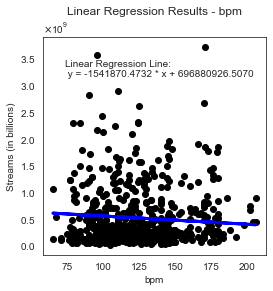 Linear Regression Results - bpm
×10⁹
Linear Regression Line:
y = -1541870.4732 * x + 696880926.5070
Streams (in billions)
3.5
3.0
2.5
2.0
1.5
1.0
0.5
0.0
75 100 125 150 175 200
bpm